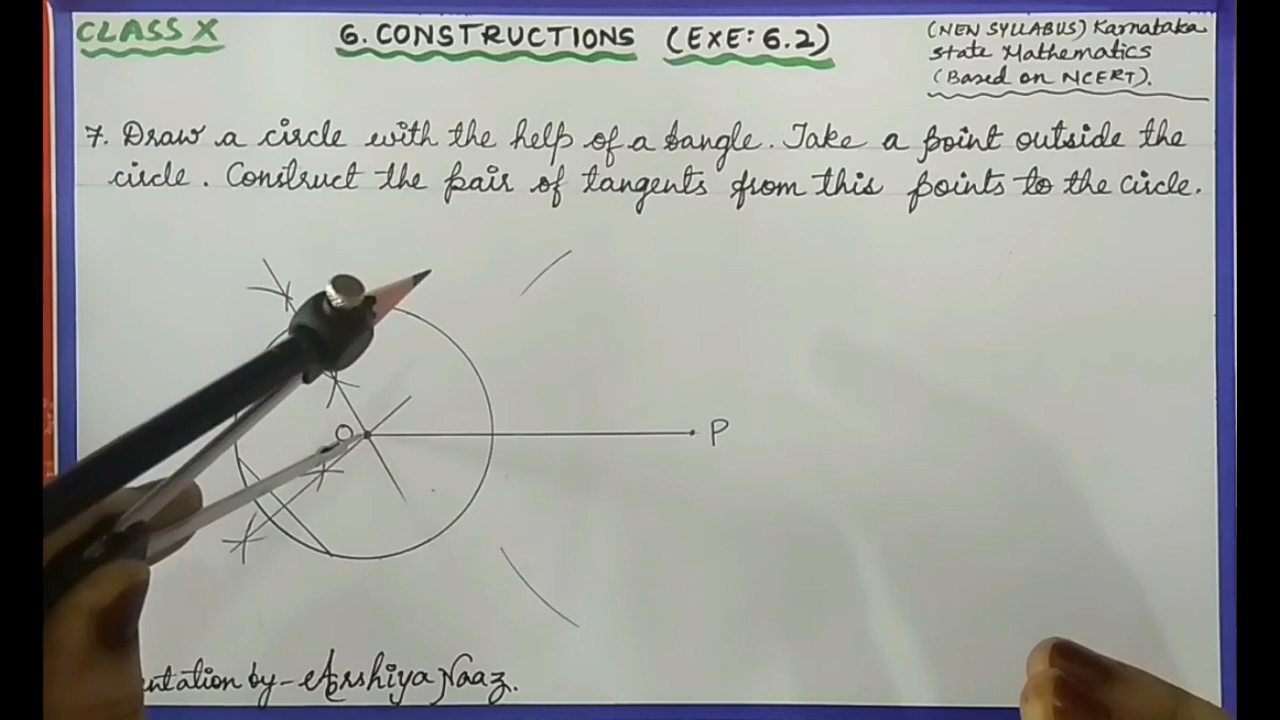 CLASS X
6. CONSTRUCTIONS (EXE: 6.2)
(NEN SYLLABUS) Karnataka
State Mathematics
(Based on NCERT).
7. Draw a circle with the help of a bangle. Take a point outside the
circle. Construct the pair of tangents from this points to the circle.
O
P
by - Arshiya Naaz.